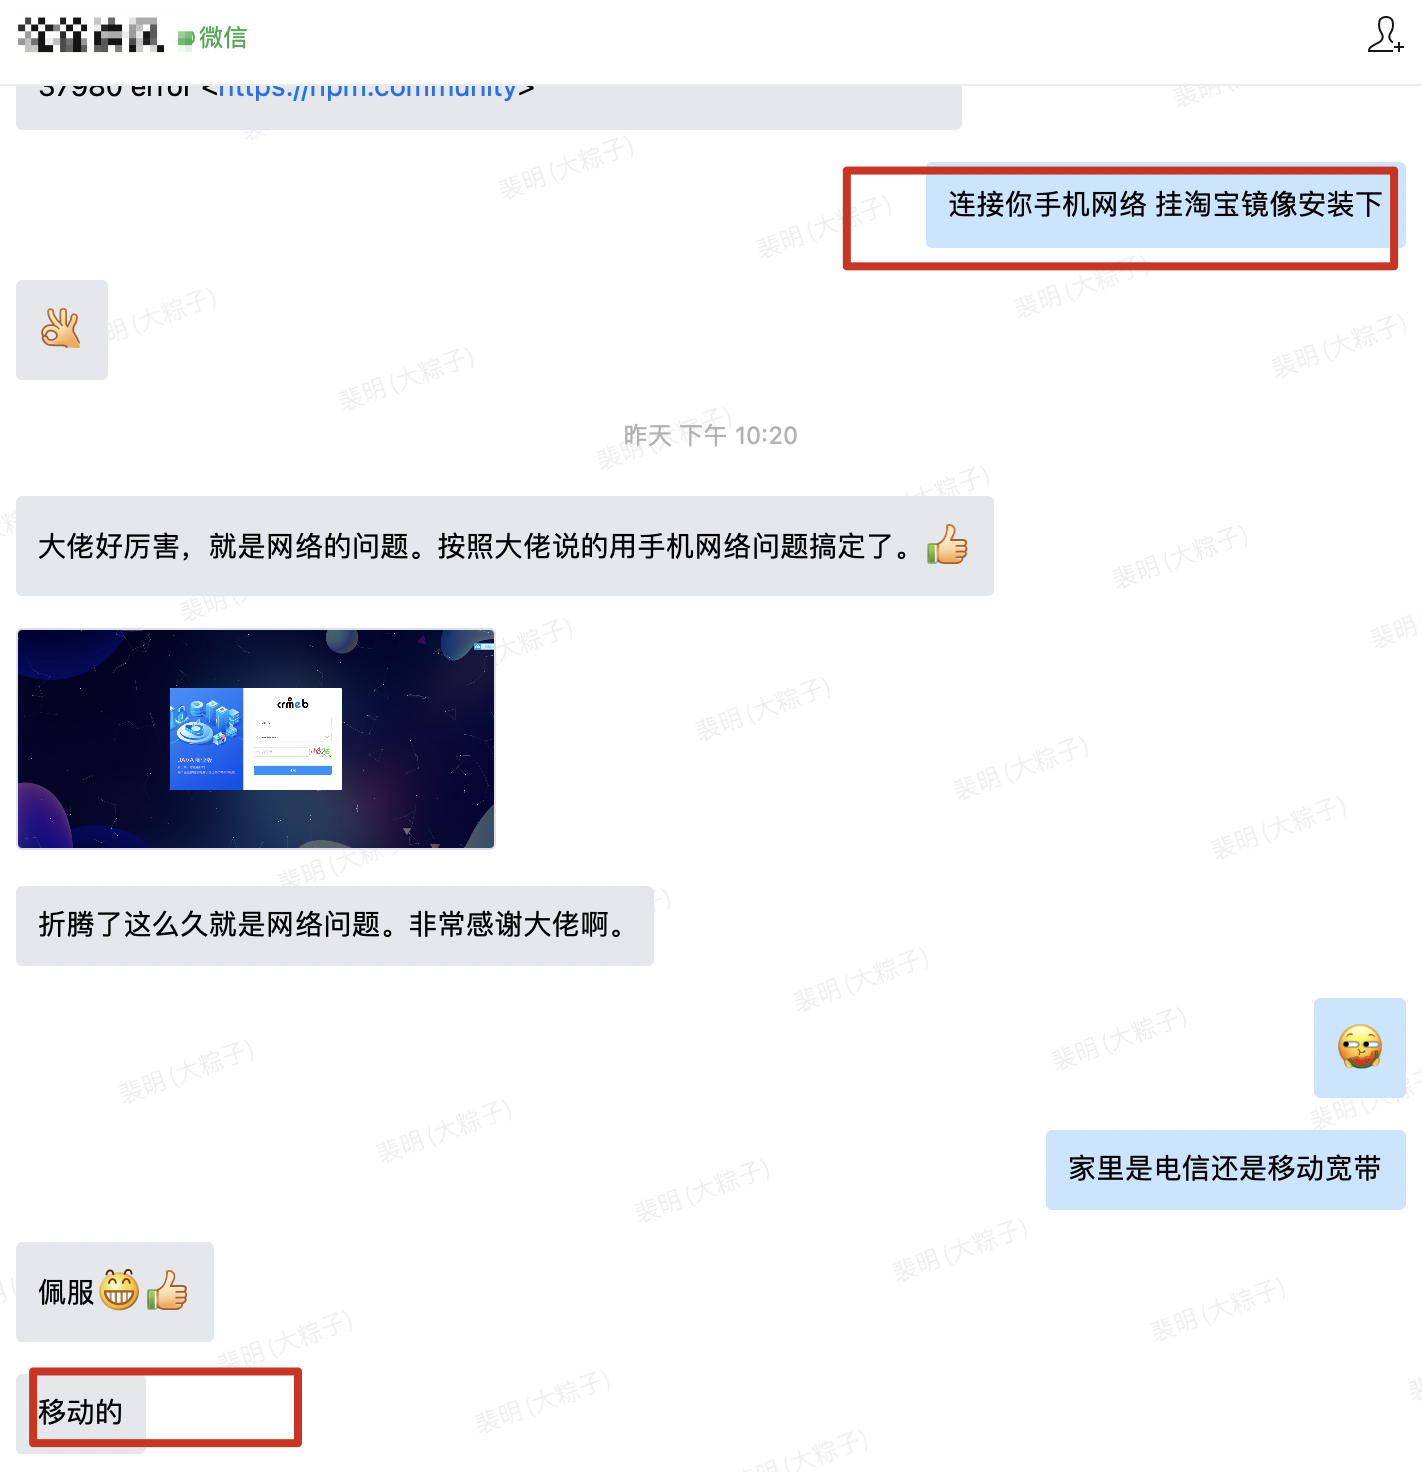 微信
37980 error <https://npm.community>
连接你手机网络 挂淘宝镜像安装下
昨天 下午 10:20
大佬好厉害，就是网络的问题。按照大佬说的用手机网络问题搞定了。
crmeb
折腾了这么久就是网络问题。非常感谢大佬啊。
家里是电信还是移动宽带
佩服
移动的
裴明(大粽子)